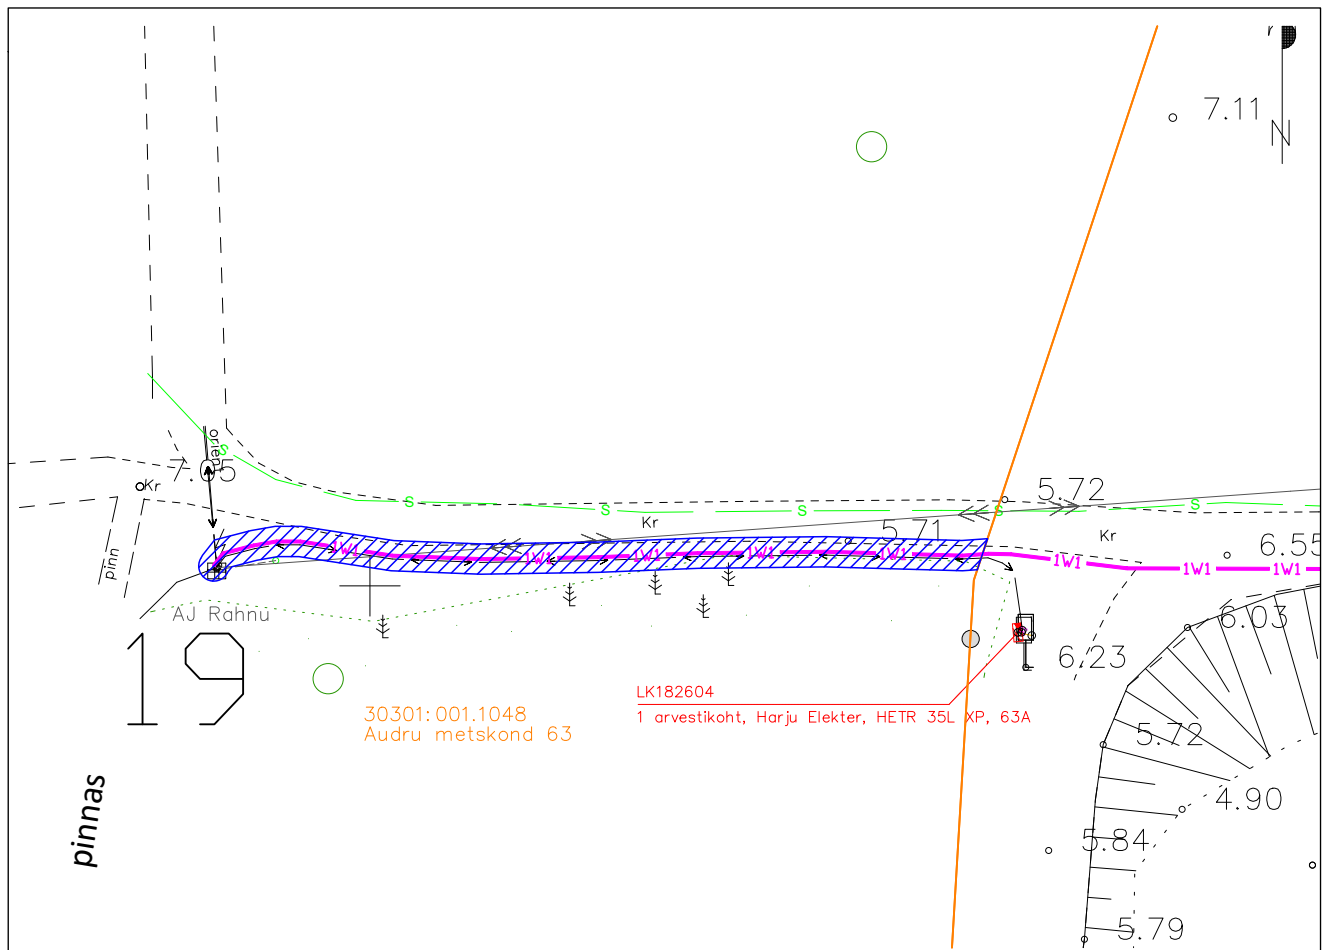 r
7.11
N
orient
S
7.05
Kr
S
S
S
5.72
S
S
Kr
5.71
Kr
6.55
1W1
1W1
1W1
1W1
1W1
1W1
1W1
1W1
pinn
S
AJ Rahnu
6.03
19
6.23
LK182604
1 arvestikoht, Harju Elekter, HETR 35L XP, 63A
30301:001.1048
Audru metskond 63
5.72
pinnas
4.90
5.84
5.79